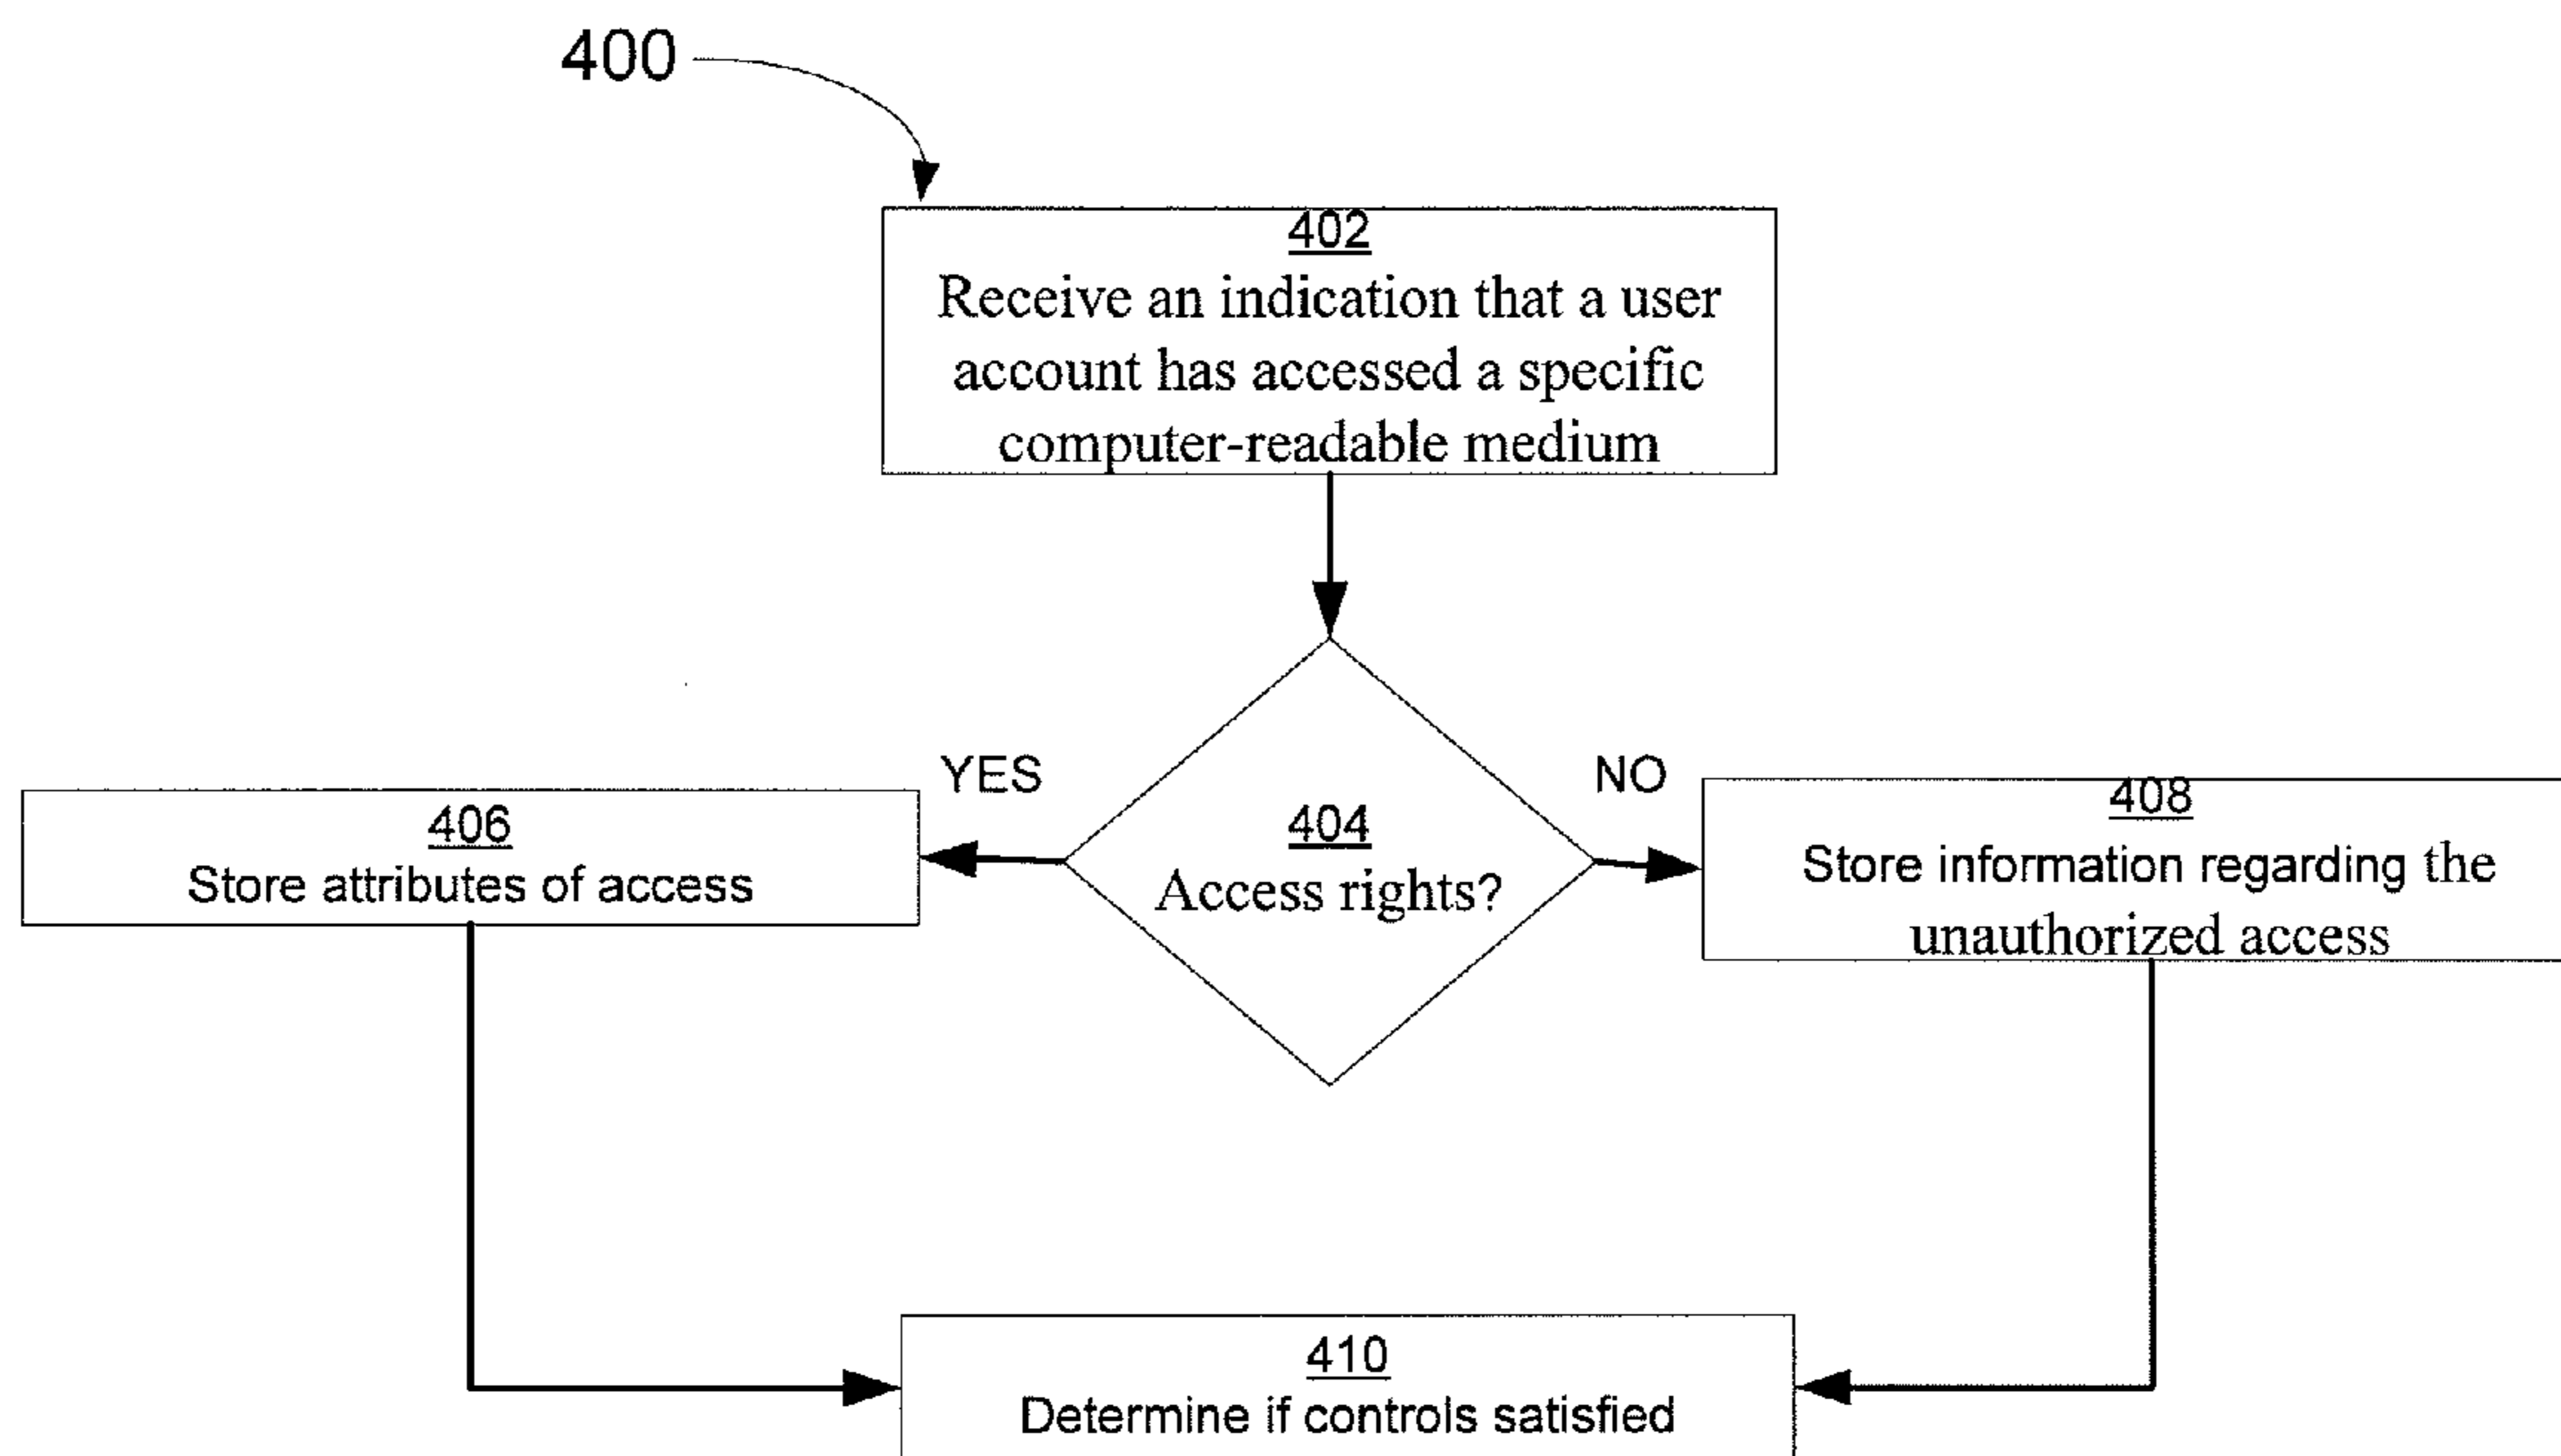 400
402
Receive an indication that a user
account has accessed a specific
computer-readable medium
YES
NO
406
Store attributes of access
404
Access rights?
408
Store information regarding the
unauthorized access
410
Determine if controls satisfied